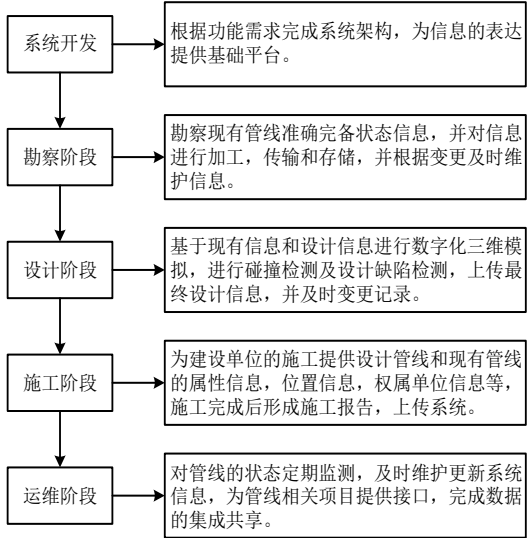 系统开发
根据功能需求完成系统架构，为信息的表达
提供基础平台。
勘察阶段
勘察现有管线准确完备状态信息，并对信息
进行加工，传输和存储，并根据变更及时维
护信息。
设计阶段
基于现有信息和设计信息进行数字化三维模
拟，进行碰撞检测及设计缺陷检测，上传最
终设计信息，并及时变更记录。
施工阶段
为建设单位的施工提供设计管线和现有管线
的属性信息，位置信息，权属单位信息等，
施工完成后形成施工报告，上传系统。
运维阶段
对管线的状态定期监测，及时维护更新系统
信息，为管线相关项目提供接口，完成数据
的集成共享。